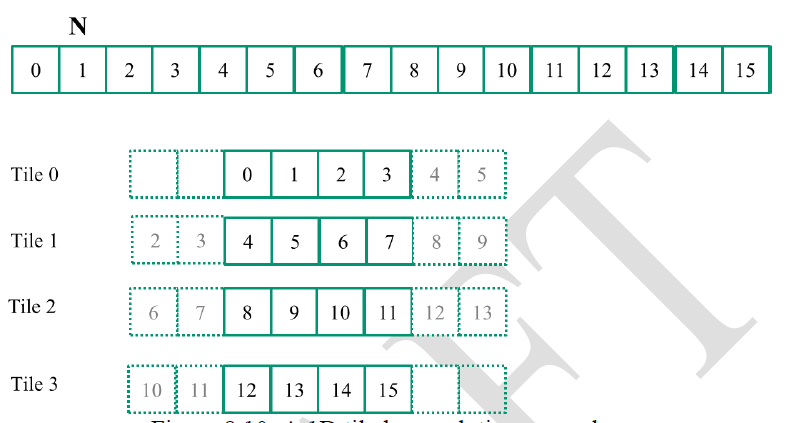 N
0 1 2 3 4 5 6 7 8 9 10 11 12 13 14 15
Tile 0 0 1 2 3 4 5
Tile 1 2 3 4 5 6 7 8 9
Tile 2 6 7 8 9 10 11 12 13
Tile 3 10 11 12 13 14 15
FT